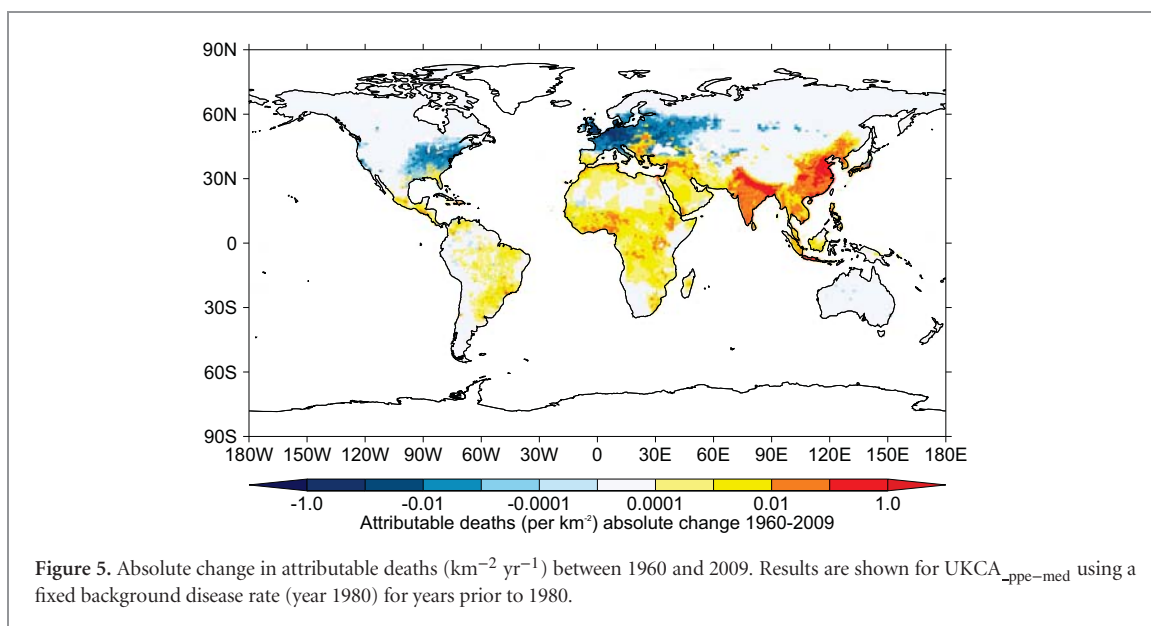 90N
60N
30N
0
30S
60S
90S
180W 150W 120W 90W 60W 30W 0 30E 60E 90E 120E 150E 180E
-1.0 -0.01 -0.0001 0.0001 0.01 1.0
Attributable deaths (per km⁻²) absolute change 1960-2009
Figure 5. Absolute change in attributable deaths (km⁻² yr⁻¹) between 1960 and 2009. Results are shown for UKCA_ppe−med using a
fixed background disease rate (year 1980) for years prior to 1980.